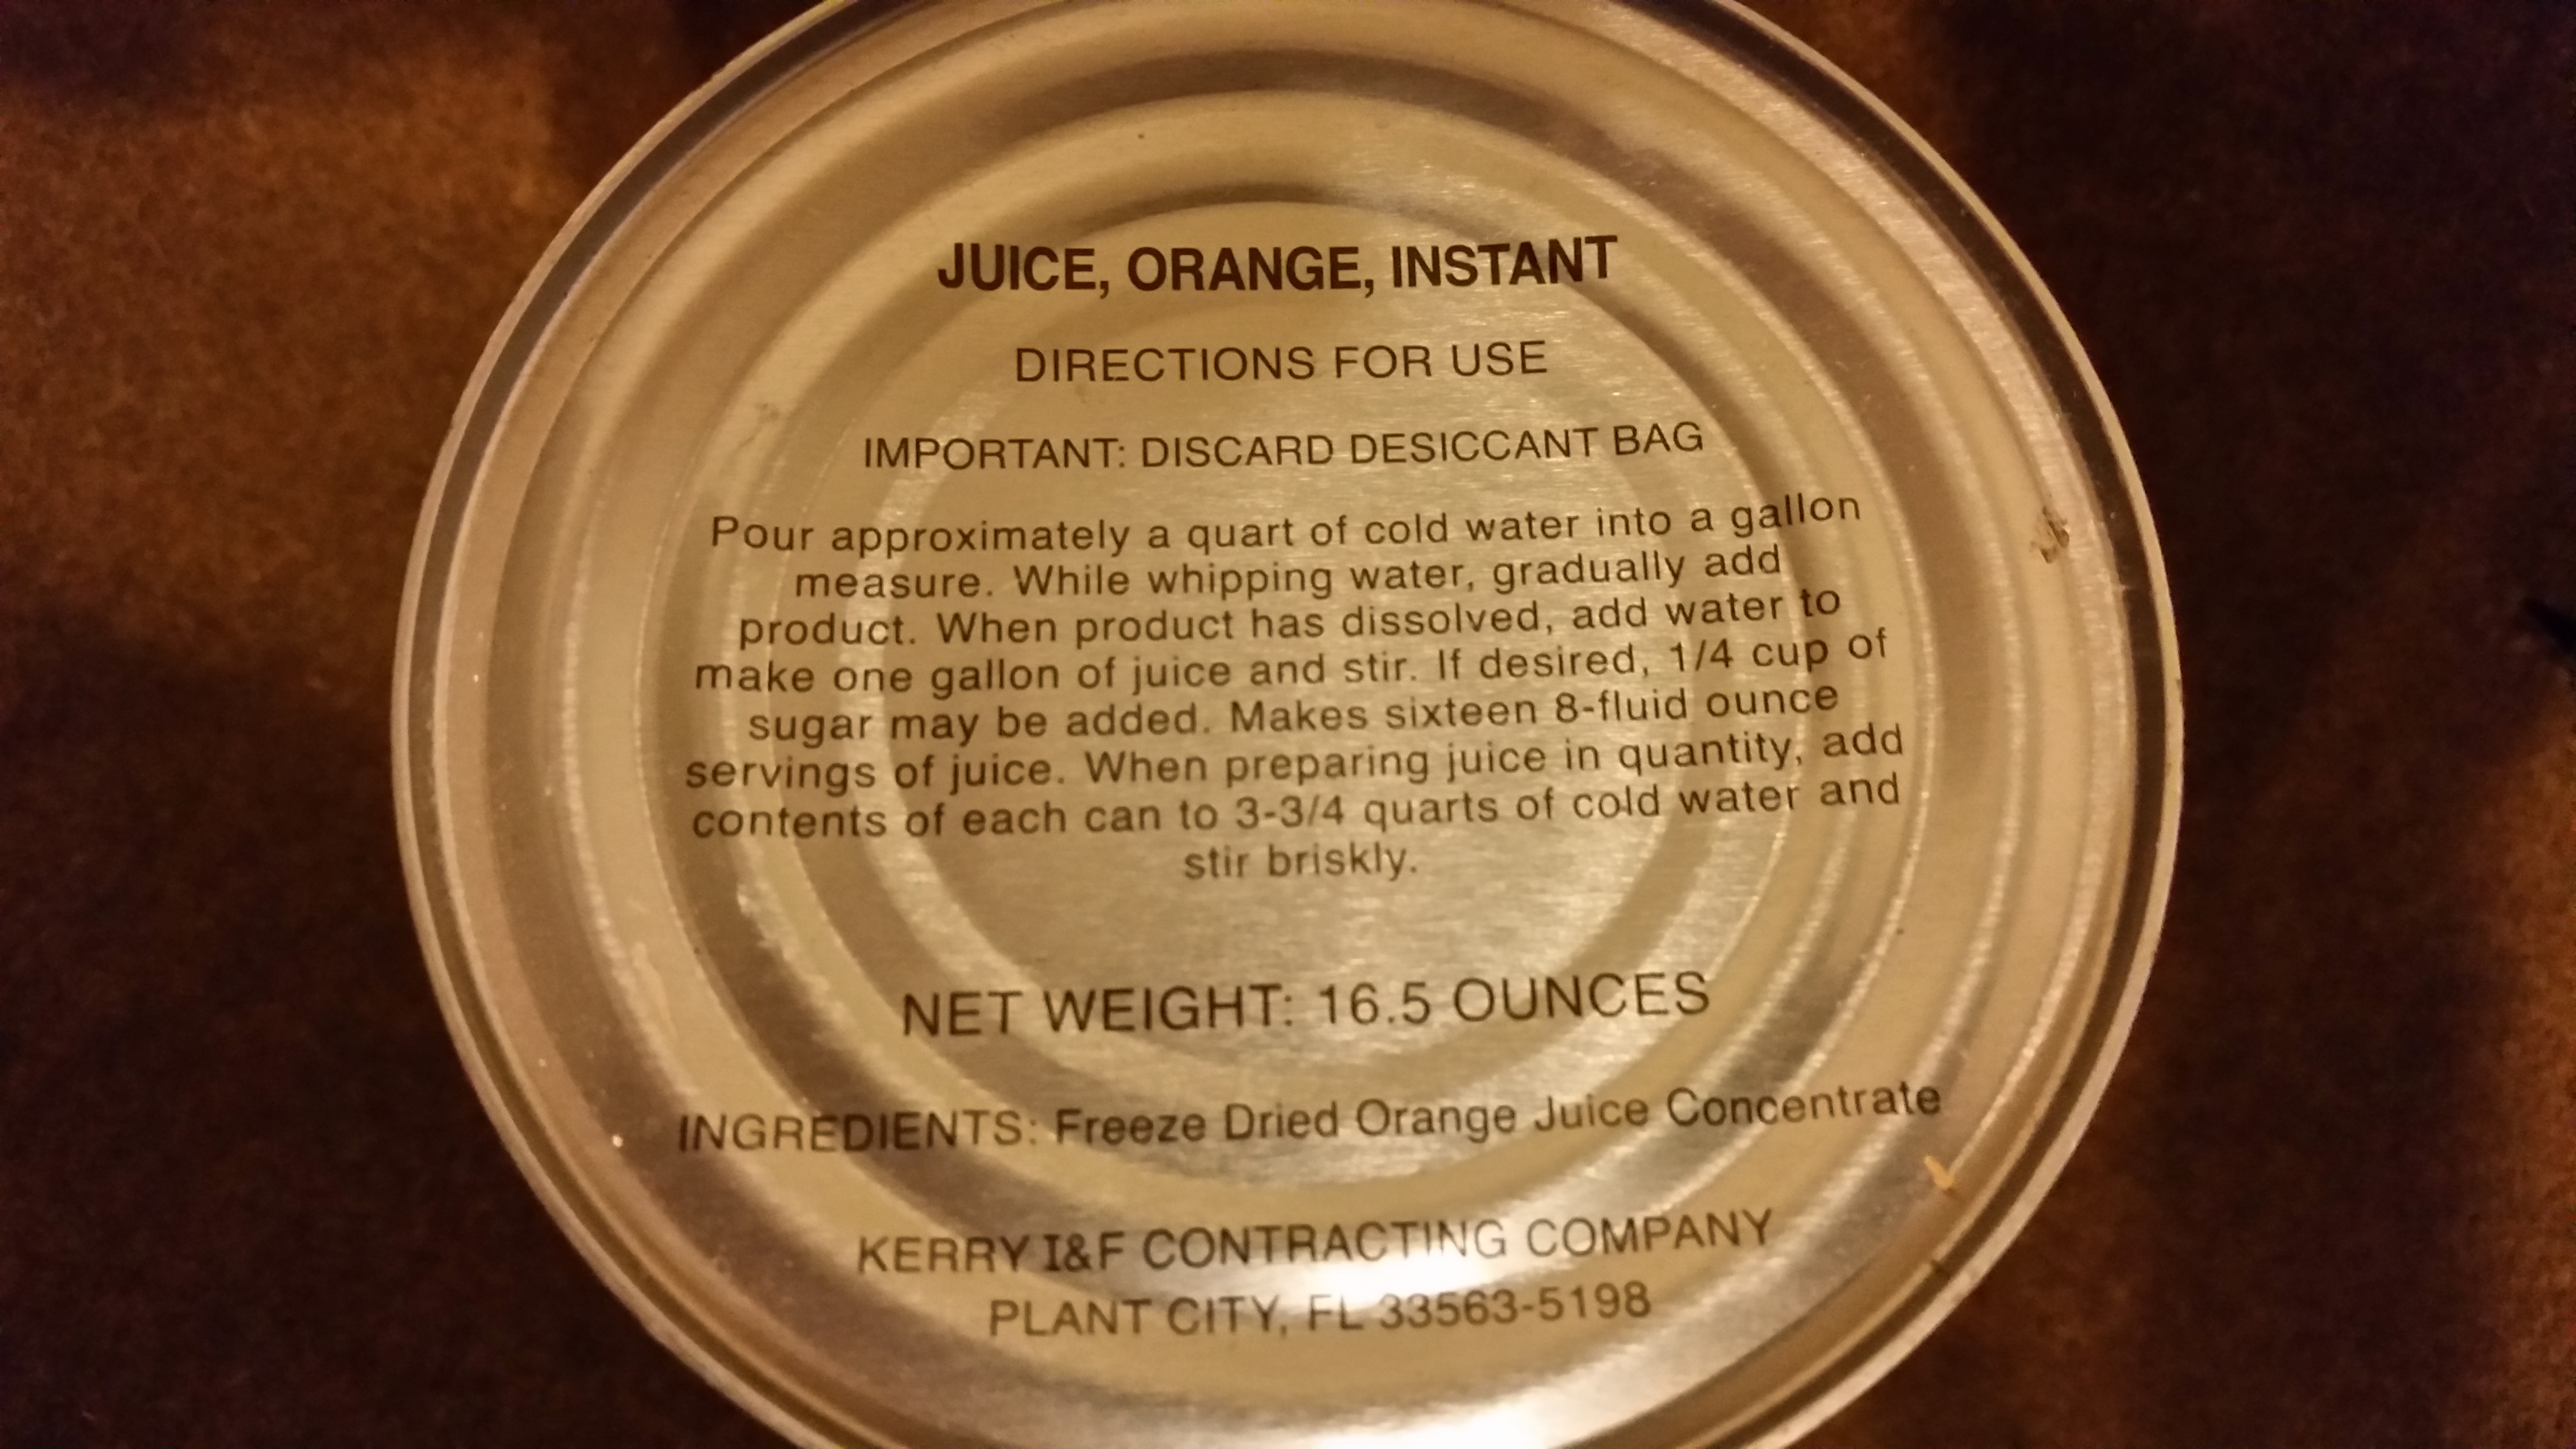 JUICE, ORANGE, INSTANT
DIRECTIONS FOR USE
IMPORTANT: DISCARD DESICCANT BAG
Pour approximately a quart of cold water into a gallon
measure. While whipping water, gradually add
product. When product has dissolved, add water to
make one gallon of juice and stir. If desired, 1/4 cup of
sugar may be added. Makes sixteen 8-fluid ounce
servings of juice. When preparing juice in quantity, add
contents of each can to 3-3/4 quarts of cold water and
stir briskly.
NET WEIGHT: 16.5 OUNCES
INGREDIENTS: Freeze Dried Orange Juice Concentrate
KERRY I&F CONTRACTING COMPANY
PLANT CITY, FL 33563-5198